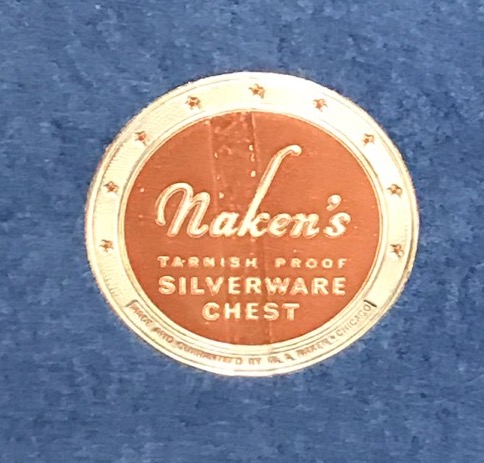 Naken's
TARNISH PROOF
SILVERWARE
CHEST
MADE AND GUARANTEED BY W. A. NAKEN • CHICAGO